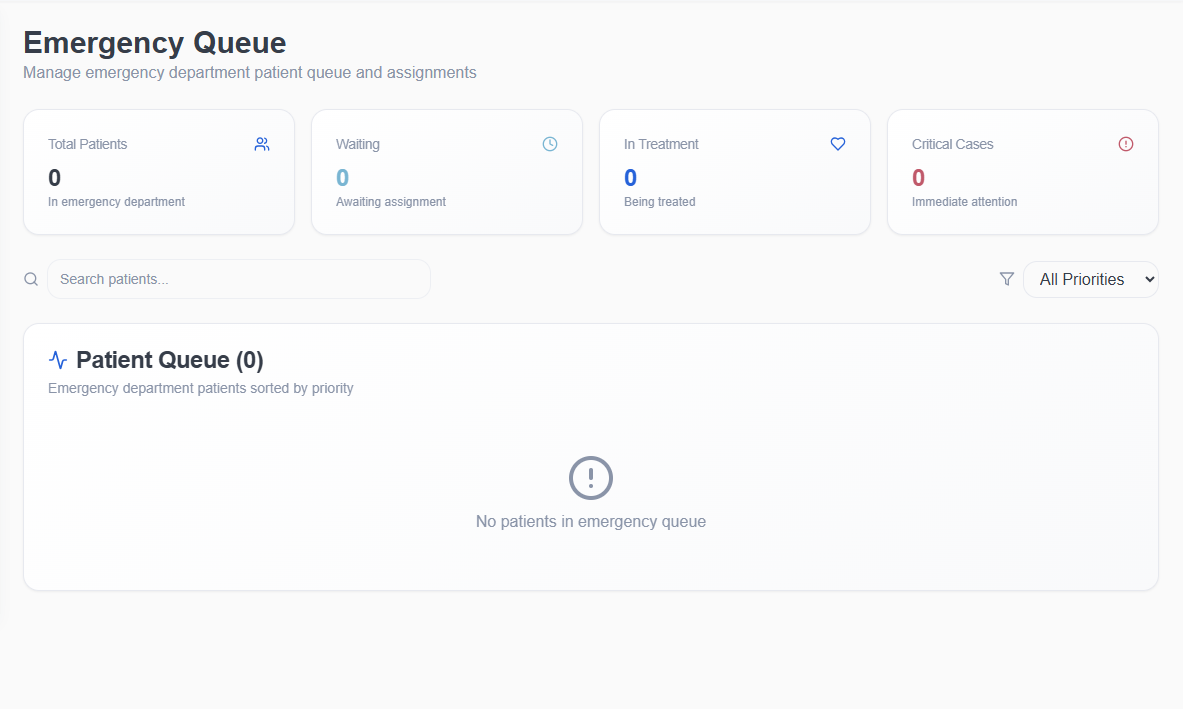 Emergency Queue
Manage emergency department patient queue and assignments
Total Patients
0
In emergency department
Waiting
0
Awaiting assignment
In Treatment
0
Being treated
Critical Cases
0
Immediate attention
Search patients...
All Priorities
Patient Queue (0)
Emergency department patients sorted by priority
No patients in emergency queue